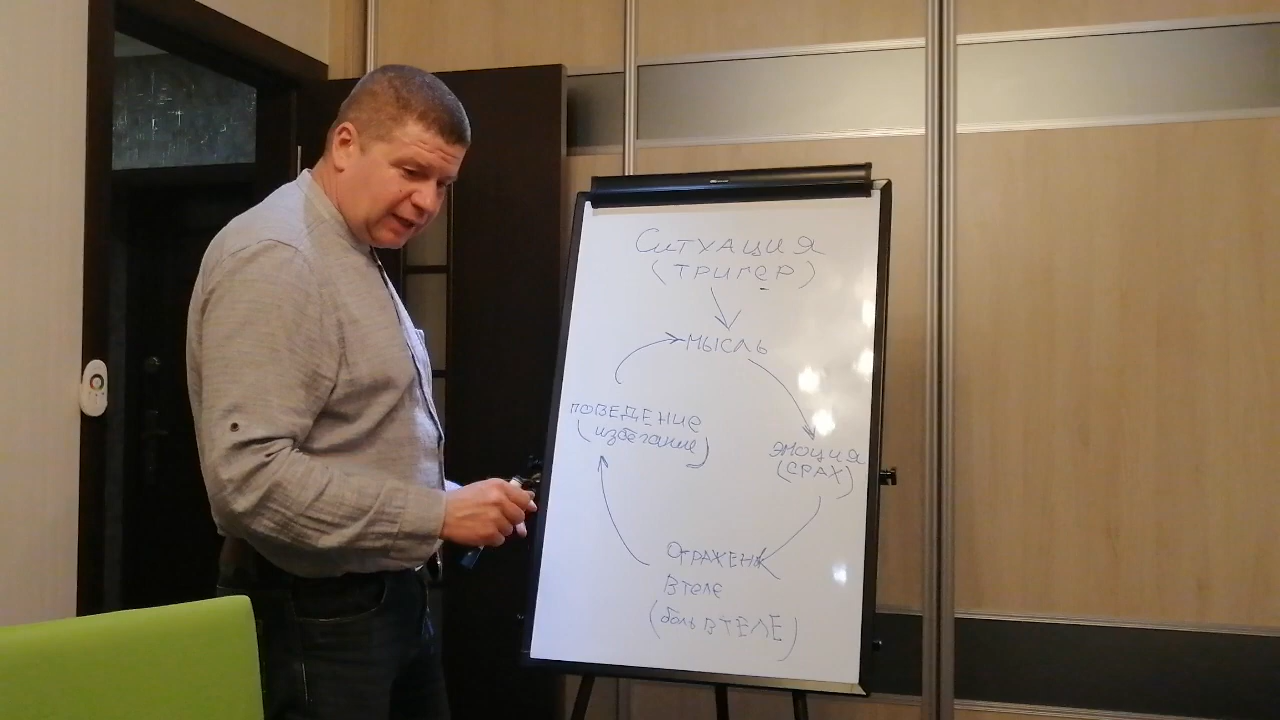 СИТУАЦИЯ
(ТРИГЕР)
МЫСЛЬ
ПОВЕДЕНИЕ
(избегание)
ЭМОЦИЯ
(СРАХ)
ОТРАЖЕНИЕ
В теле
(боль В ТЕЛЕ)